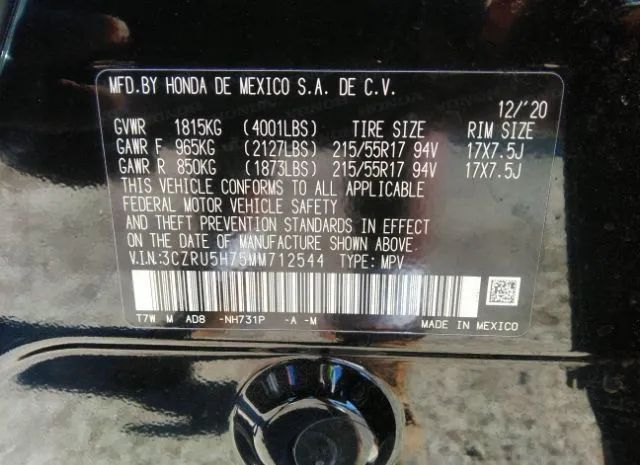 MFD.BY HONDA DE MEXICO S.A. DE C.V.
12/'20
GVWR 1815KG (4001LBS) TIRE SIZE RIM SIZE
GAWR F 965KG (2127LBS) 215/55R17 94V 17X7.5J
GAWR R 850KG (1873LBS) 215/55R17 94V 17X7.5J
THIS VEHICLE CONFORMS TO ALL APPLICABLE
FEDERAL MOTOR VEHICLE SAFETY
AND THEFT PREVENTION STANDARDS IN EFFECT
ON THE DATE OF MANUFACTURE SHOWN ABOVE.
V.I.N:3CZRU5H75MM712544 TYPE: MPV
T7W M AD8 -NH731P -A -M
MADE IN MEXICO